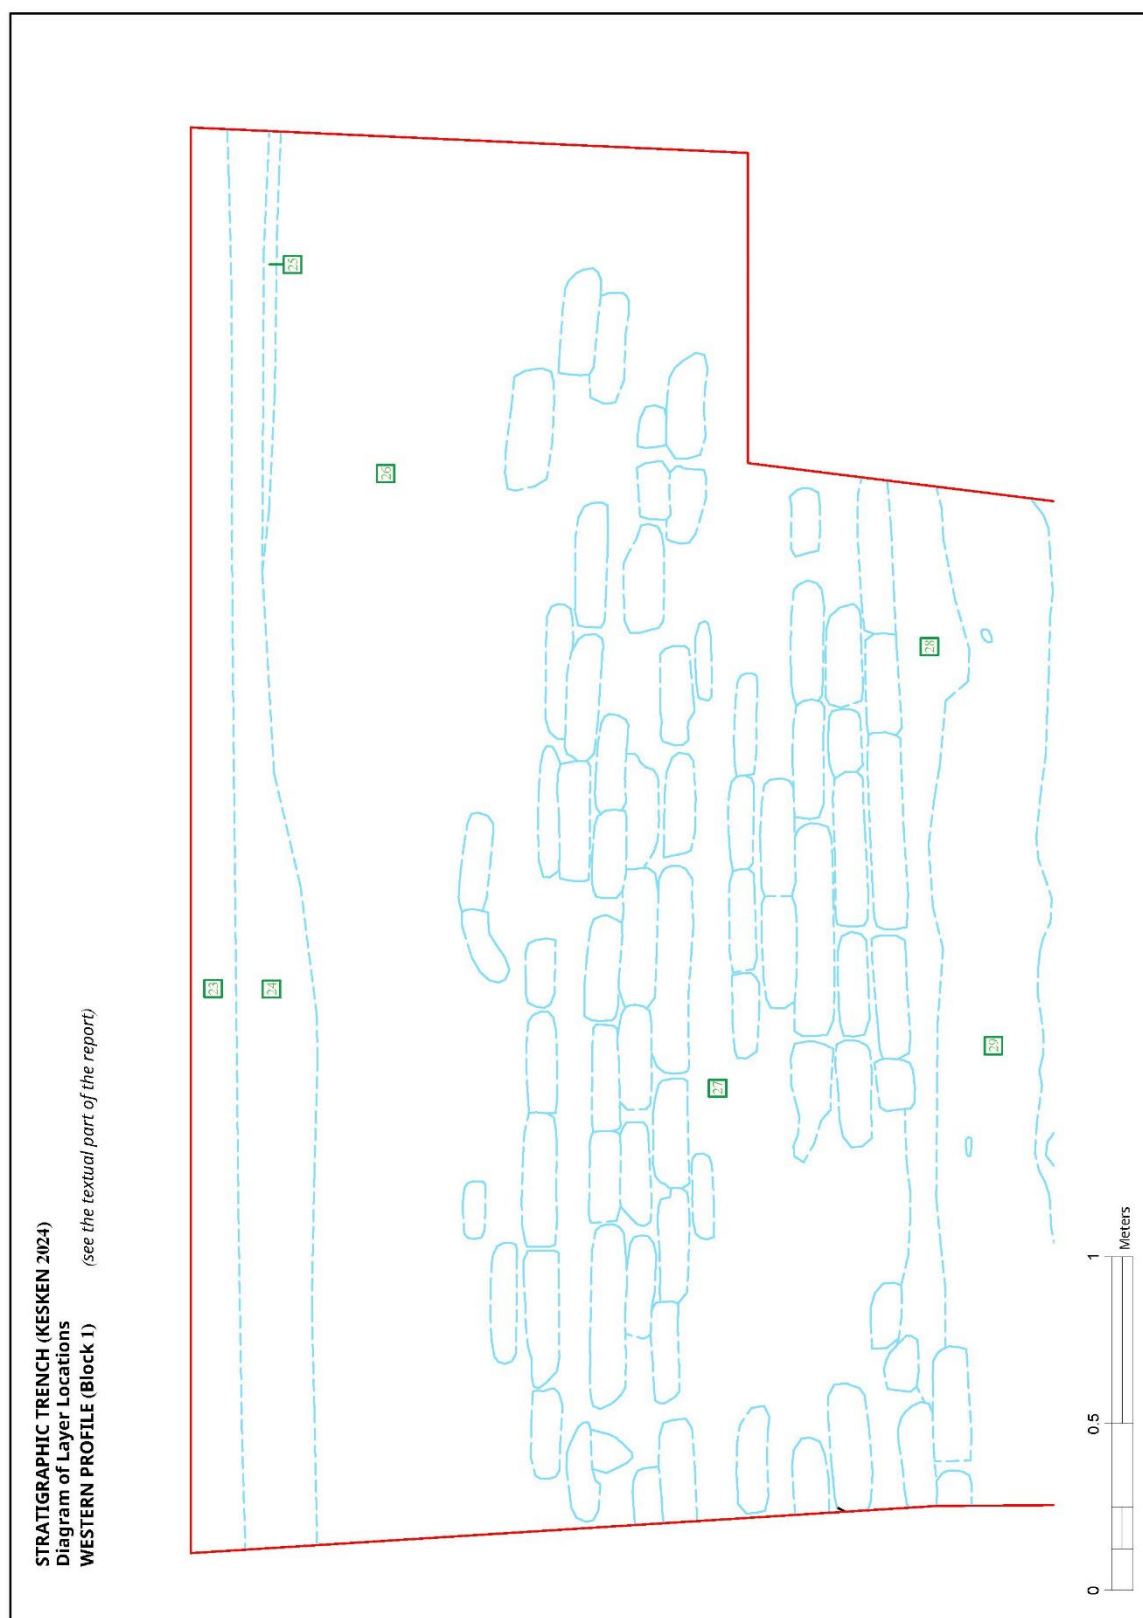 STRATIGRAPHIC TRENCH (KESKEN 2024)
Diagram of Layer Locations
WESTERN PROFILE (Block 1) (see the textual part of the report)
23
24
25
26
27
28
29
0 0.5 1
Meters